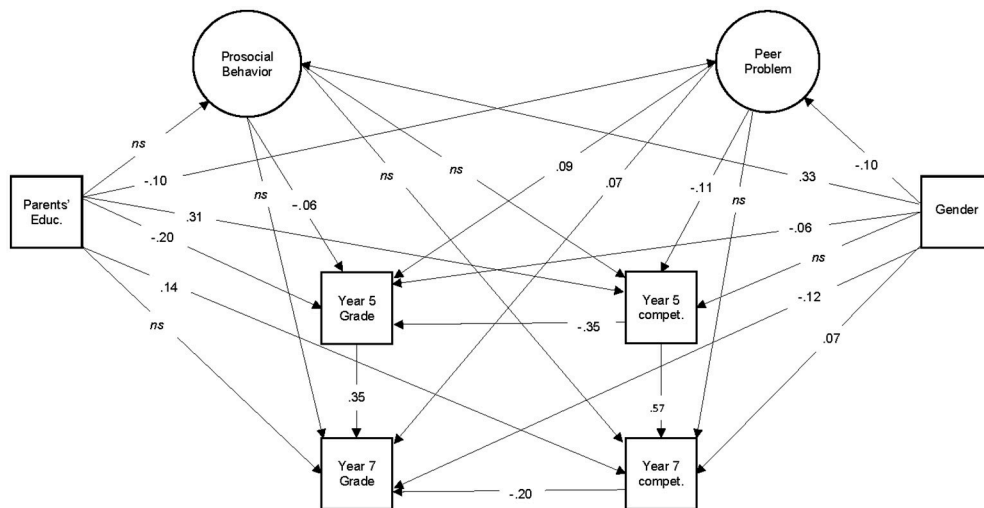 Prosocial
Behavior
Peer
Problem
Parents'
Educ.
Gender
ns
-.10
.31
-.20
.14
ns
ns
-.06
ns
ns
.09
.07
-.11
ns
.33
-.10
-.06
ns
-.12
.07
Year 5
Grade
Year 5
compet.
-.35
.35
.57
Year 7
Grade
Year 7
compet.
-.20